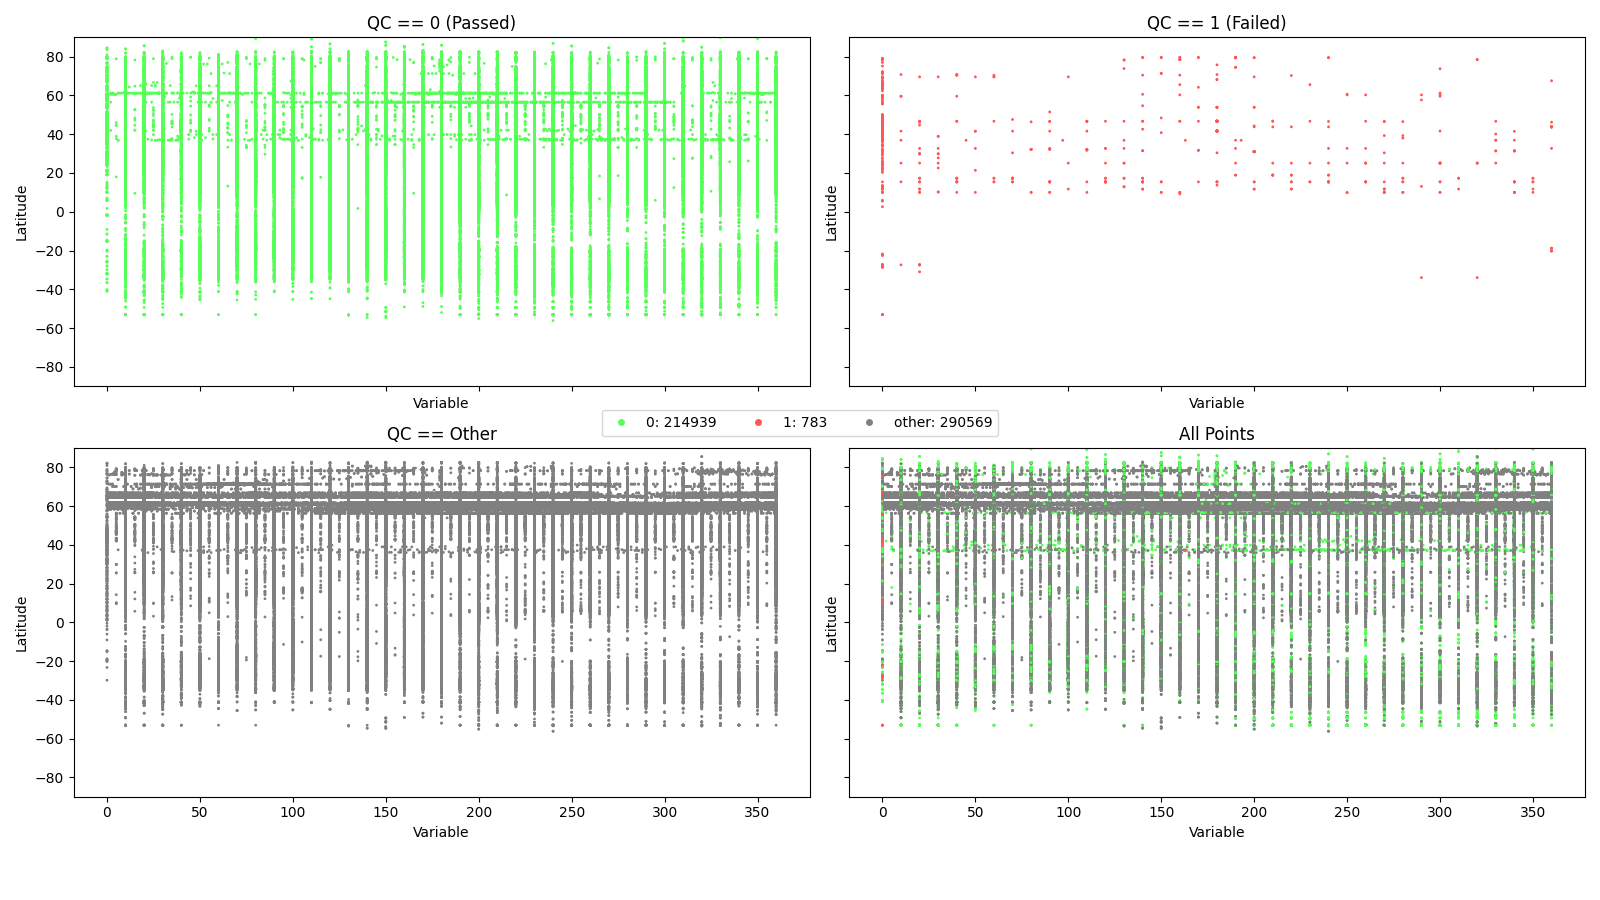 QC == 0 (Passed)
QC == 1 (Failed)
Latitude
80
60
40
20
0
−20
−40
−60
−80
Variable
Latitude
Variable
0: 214939
1: 783
other: 290569
QC == Other
All Points
Latitude
80
60
40
20
0
−20
−40
−60
−80
0
50
100
150
200
250
300
350
Variable
Latitude
0
50
100
150
200
250
300
350
Variable